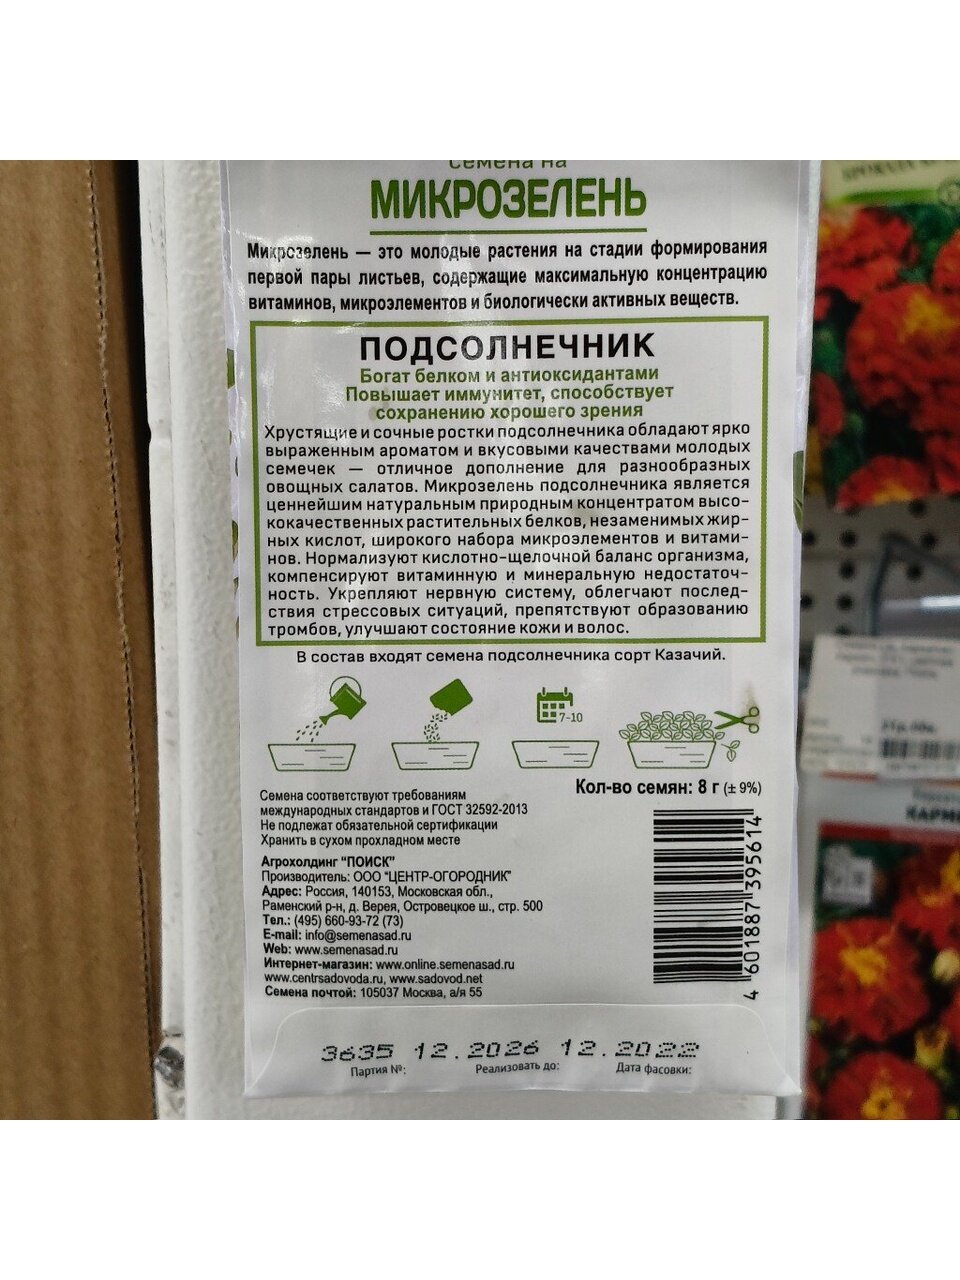 Семена на
МИКРОЗЕЛЕНЬ
Микрозелень — это молодые растения на стадии формирования
первой пары листьев, содержащие максимальную концентрацию
витаминов, микроэлементов и биологически активных веществ.
ПОДСОЛНЕЧНИК
Богат белком и антиоксидантами
Повышает иммунитет, способствует
сохранению хорошего зрения
Хрустящие и сочные ростки подсолнечника обладают ярко
выраженным ароматом и вкусовыми качествами молодых
семечек — отличное дополнение для разнообразных
овощных салатов. Микрозелень подсолнечника является
ценнейшим натуральным природным концентратом высо-
кокачественных растительных белков, незаменимых жир-
ных кислот, широкого набора микроэлементов и витами-
нов. Нормализуют кислотно-щелочной баланс организма,
компенсируют витаминную и минеральную недостаточ-
ность. Укрепляют нервную систему, облегчают послед-
ствия стрессовых ситуаций, препятствуют образованию
тромбов, улучшают состояние кожи и волос.
В состав входят семена подсолнечника сорт Казачий.
7-10
Кол-во семян: 8 г (± 9%)
Семена соответствуют требованиям
международных стандартов и ГОСТ 32592-2013
Не подлежат обязательной сертификации
Хранить в сухом прохладном месте
Агрохолдинг "ПОИСК"
Производитель: ООО "ЦЕНТР-ОГОРОДНИК"
Адрес: Россия, 140153, Московская обл.,
Раменский р-н, д. Верея, Островецкое ш., стр. 500
Тел.: (495) 660-93-72 (73)
E-mail: info@semenasad.ru
Web: www.semenasad.ru
Интернет-магазин: www.online.semenasad.ru
www.centrsadovoda.ru, www.sadovod.net
Семена почтой: 105037 Москва, а/я 55
4 601887 395614
3635 12.2026 12.2022
Партия №: Реализовать до: Дата фасовки: